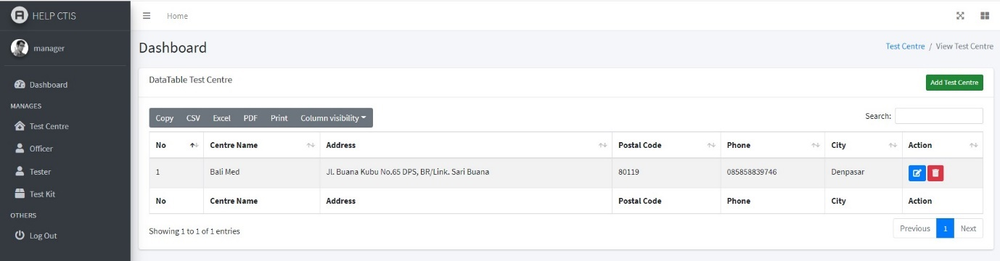 HELP CTIS
Home
manager
Dashboard
Test Centre / View Test Centre
Dashboard
MANAGES
Test Centre
Officer
Tester
Test Kit
OTHERS
Log Out
DataTable Test Centre
Add Test Centre
Copy CSV Excel PDF Print Column visibility
Search:
No Centre Name Address Postal Code Phone City Action
1 Bali Med Jl. Buana Kubu No.65 DPS, BR/Link. Sari Buana 80119 085858839746 Denpasar
No Centre Name Address Postal Code Phone City Action
Showing 1 to 1 of 1 entries
Previous 1 Next